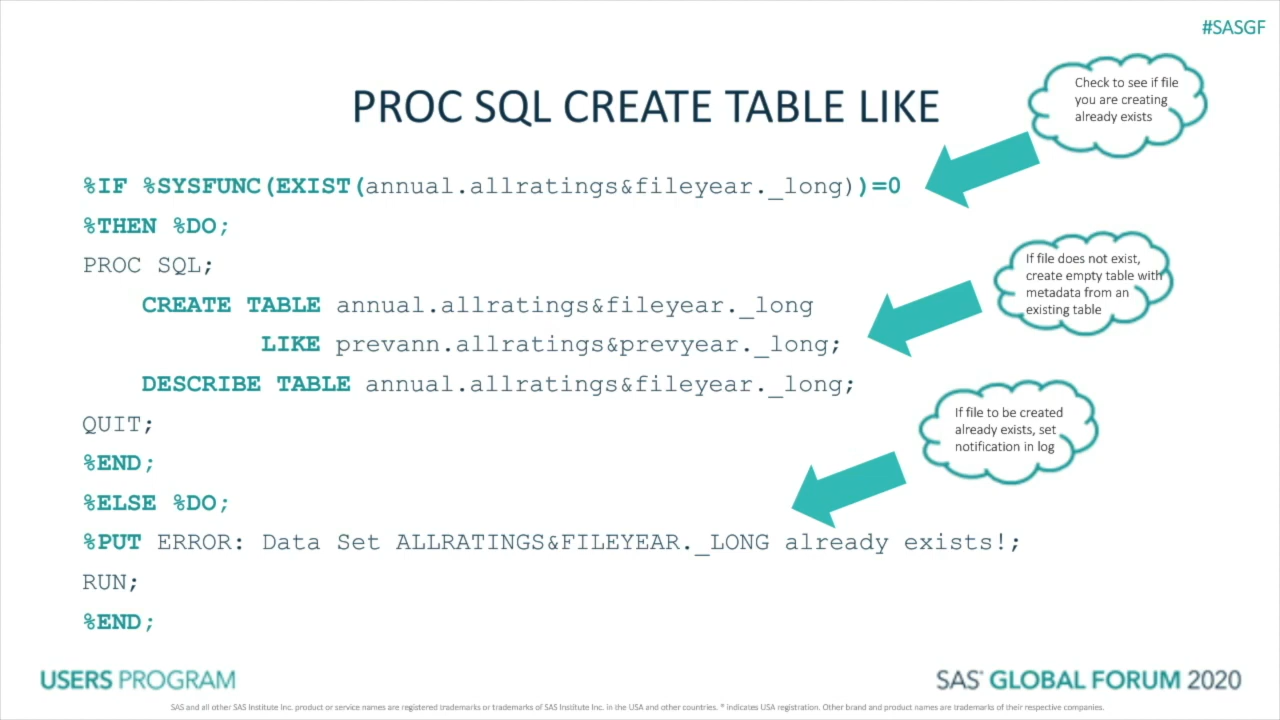 #SASGF
PROC SQL CREATE TABLE LIKE
Check to see if file
you are creating
already exists
%IF %SYSFUNC(EXIST(annual.allratings&fileyear._long))=0
%THEN %DO;
PROC SQL;
If file does not exist,
create empty table with
metadata from an
existing table
CREATE TABLE annual.allratings&fileyear._long
LIKE prevann.allratings&prevyear._long;
DESCRIBE TABLE annual.allratings&fileyear._long;
QUIT;
If file to be created
already exists, set
notification in log
%END;
%ELSE %DO;
%PUT ERROR: Data Set ALLRATINGS&FILEYEAR._LONG already exists!;
RUN;
%END;
USERS PROGRAM
SAS® GLOBAL FORUM 2020
SAS and all other SAS Institute Inc. product or service names are registered trademarks or trademarks of SAS Institute Inc. in the USA and other countries. ® indicates USA registration. Other brand and product names are trademarks of their respective companies.